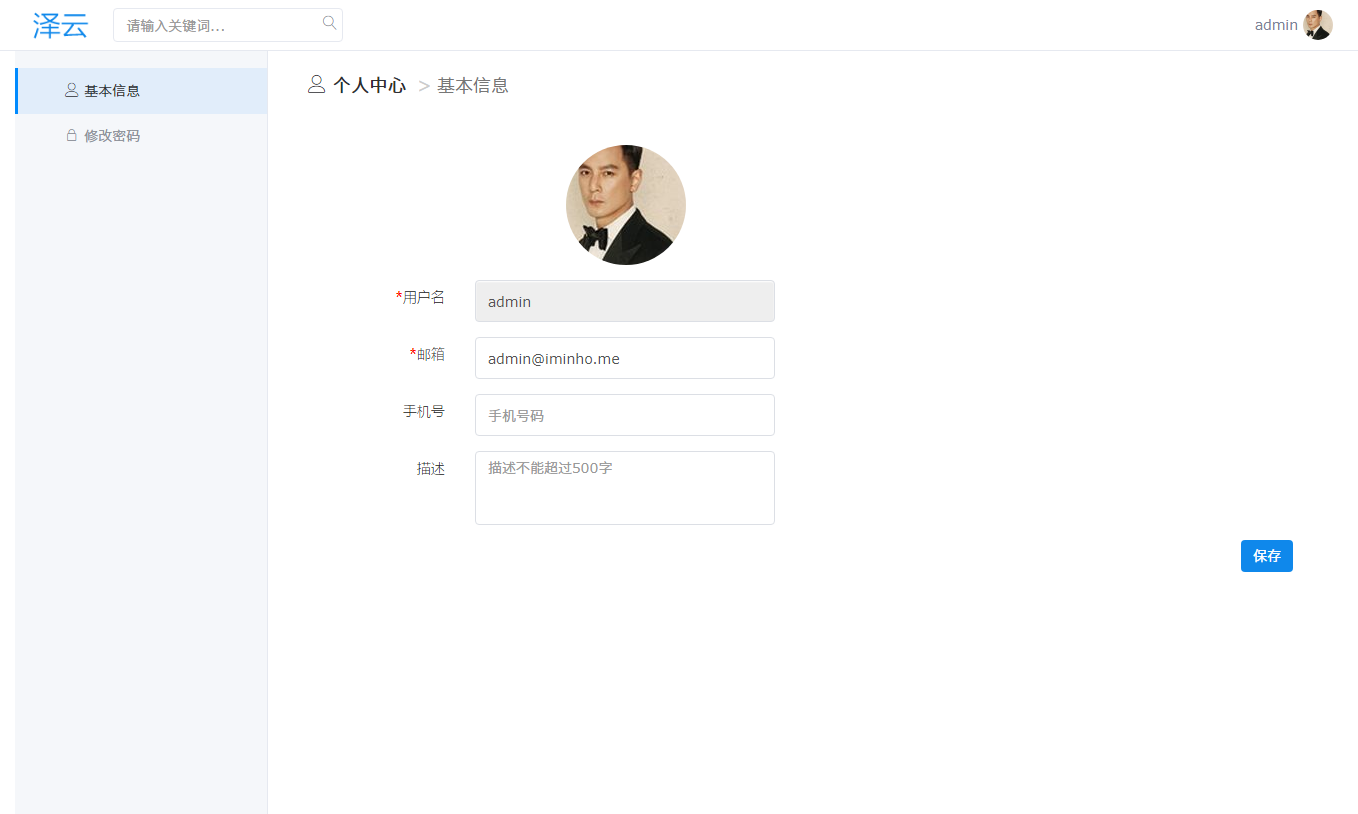 泽云
请输入关键词...
admin
基本信息
修改密码
个人中心 > 基本信息
*用户名
admin
*邮箱
admin@iminho.me
手机号
手机号码
描述
描述不能超过500字
保存